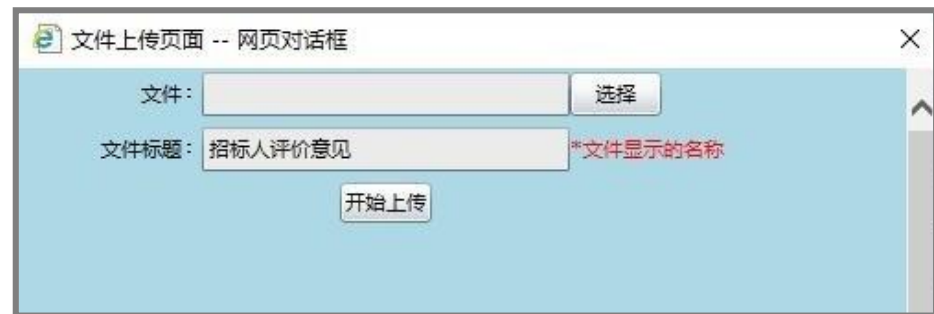 文件上传页面 -- 网页对话框
文件： 选择
文件标题： 招标人评价意见 *文件显示的名称
开始上传